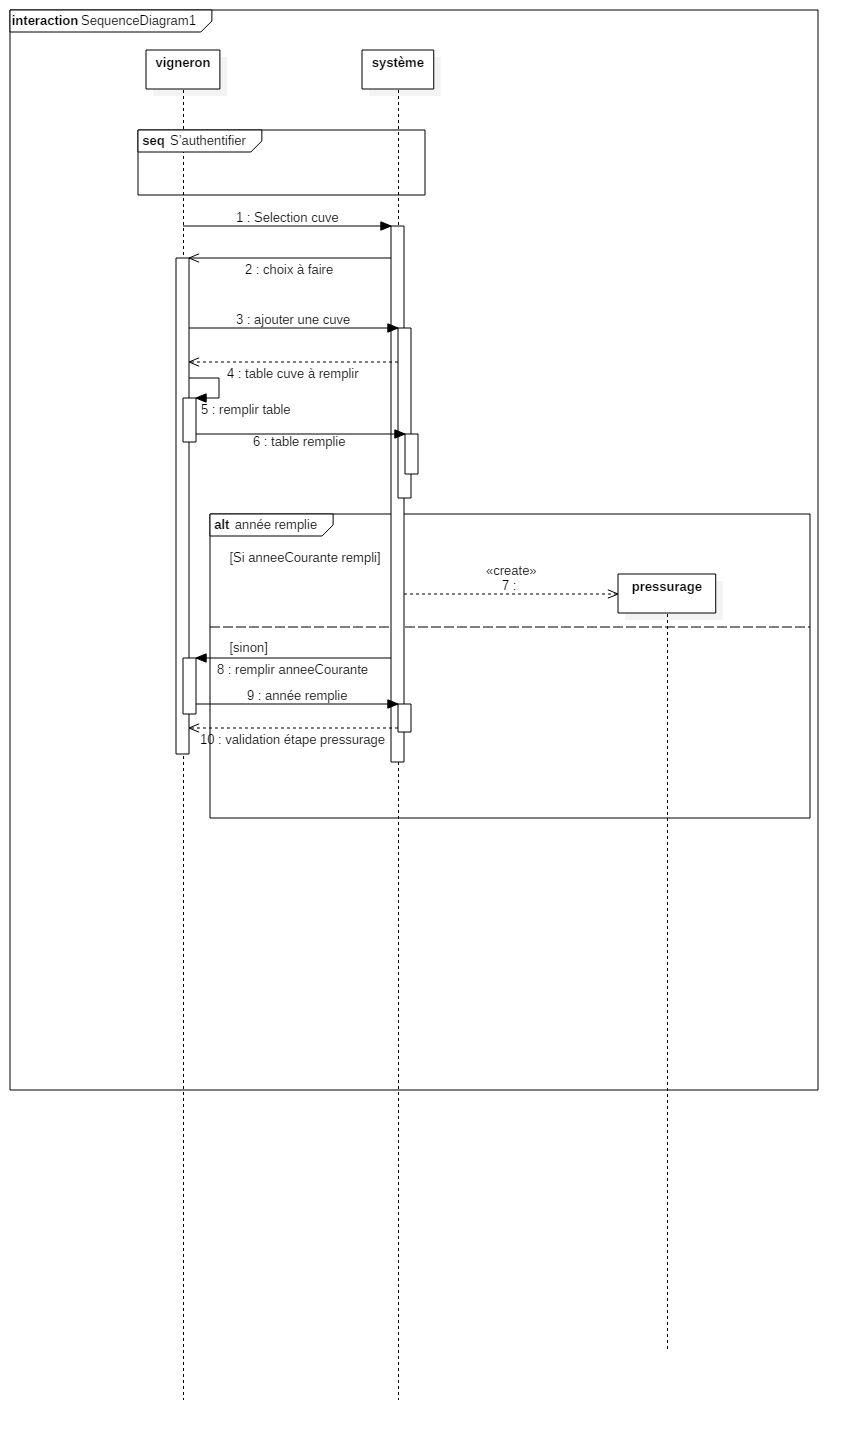 interaction SequenceDiagram1
vigneron
système
seq S'authentifier
1 : Selection cuve
2 : choix à faire
3 : ajouter une cuve
4 : table cuve à remplir
5 : remplir table
6 : table remplie
alt année remplie
[Si anneeCourante rempli]
«create»
7 :
pressurage
[sinon]
8 : remplir anneeCourante
9 : année remplie
10 : validation étape pressurage